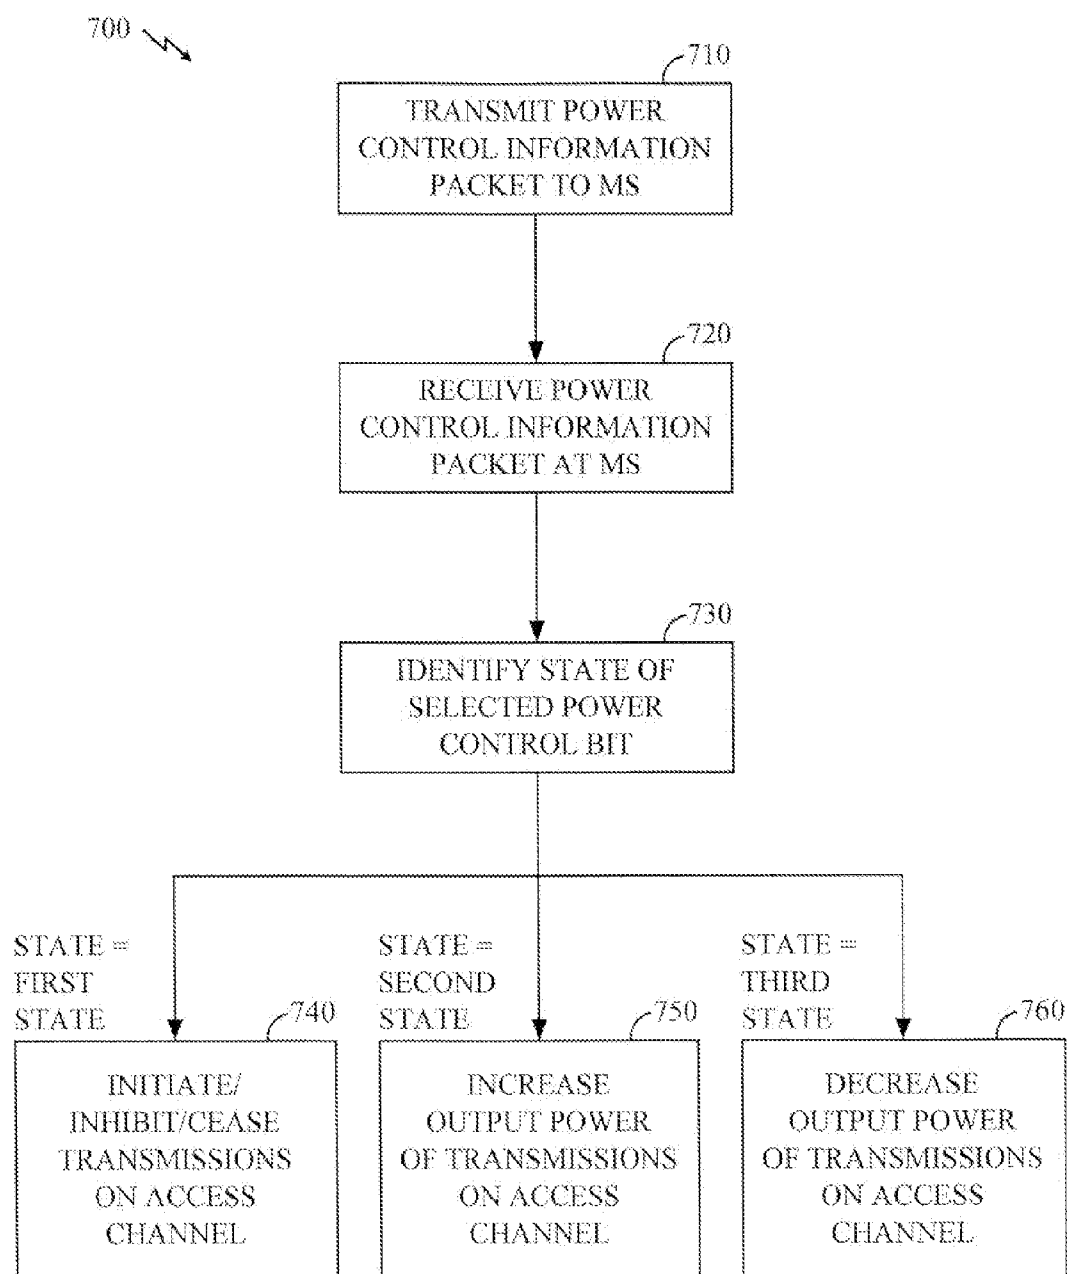 700
710
TRANSMIT POWER
CONTROL INFORMATION
PACKET TO MS
720
RECEIVE POWER
CONTROL INFORMATION
PACKET AT MS
730
IDENTIFY STATE OF
SELECTED POWER
CONTROL BIT
STATE =
FIRST
STATE
740
INITIATE/
INHIBIT/CEASE
TRANSMISSIONS
ON ACCESS
CHANNEL
STATE =
SECOND
STATE
750
INCREASE
OUTPUT POWER
OF TRANSMISSIONS
ON ACCESS
CHANNEL
STATE =
THIRD
STATE
760
DECREASE
OUTPUT POWER
OF TRANSMISSIONS
ON ACCESS
CHANNEL